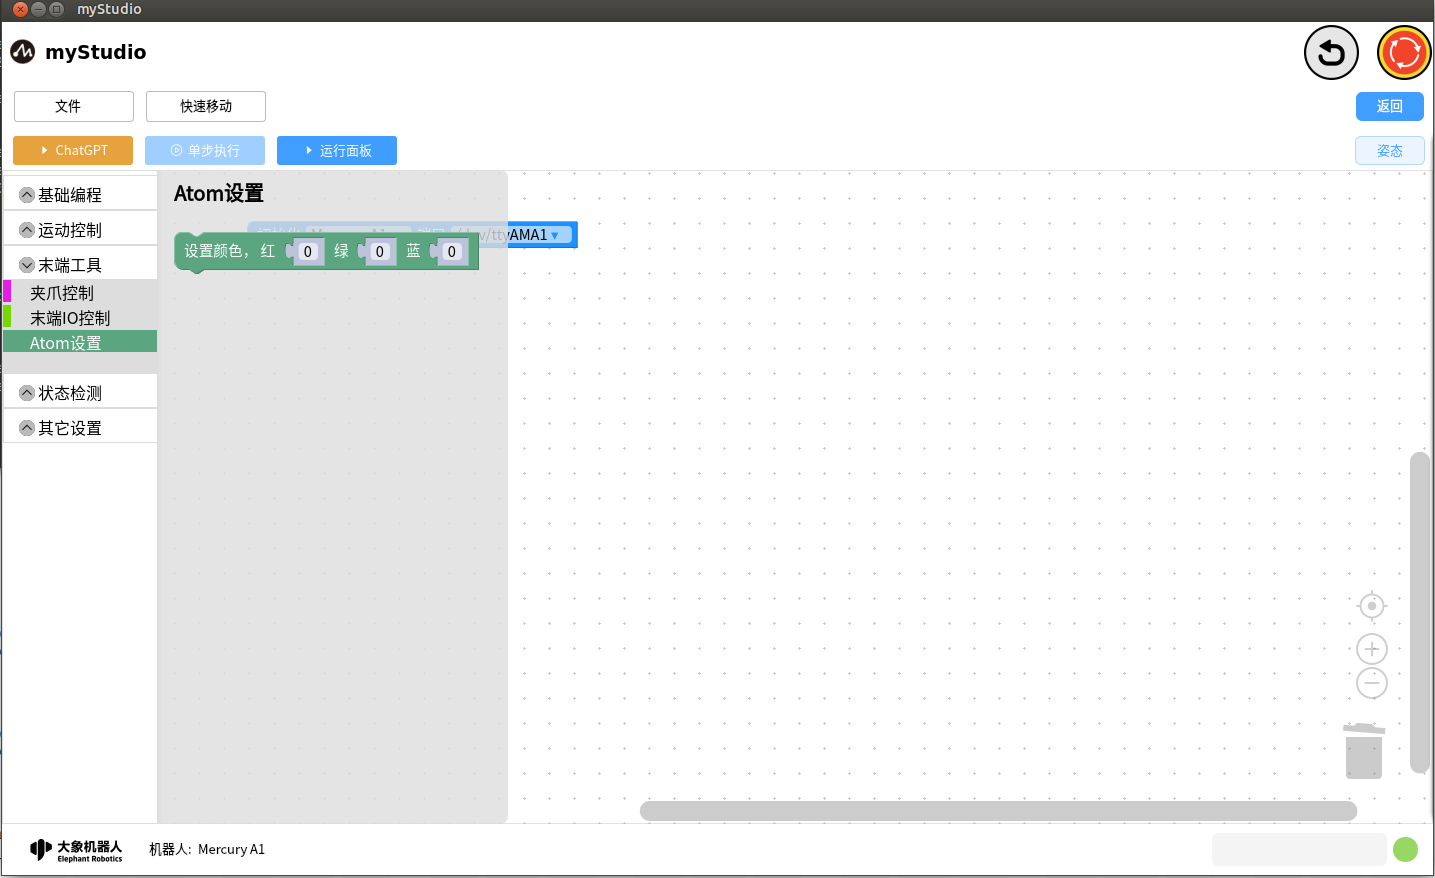 myStudio
myStudio
文件
快速移动
返回
ChatGPT
单步执行
运行面板
姿态
基础编程
运动控制
末端工具
夹爪控制
末端IO控制
Atom设置
状态检测
其它设置
Atom设置
/dev/ttyAMA1
设置颜色，红 0 绿 0 蓝 0
大象机器人
Elephant Robotics
机器人: Mercury A1